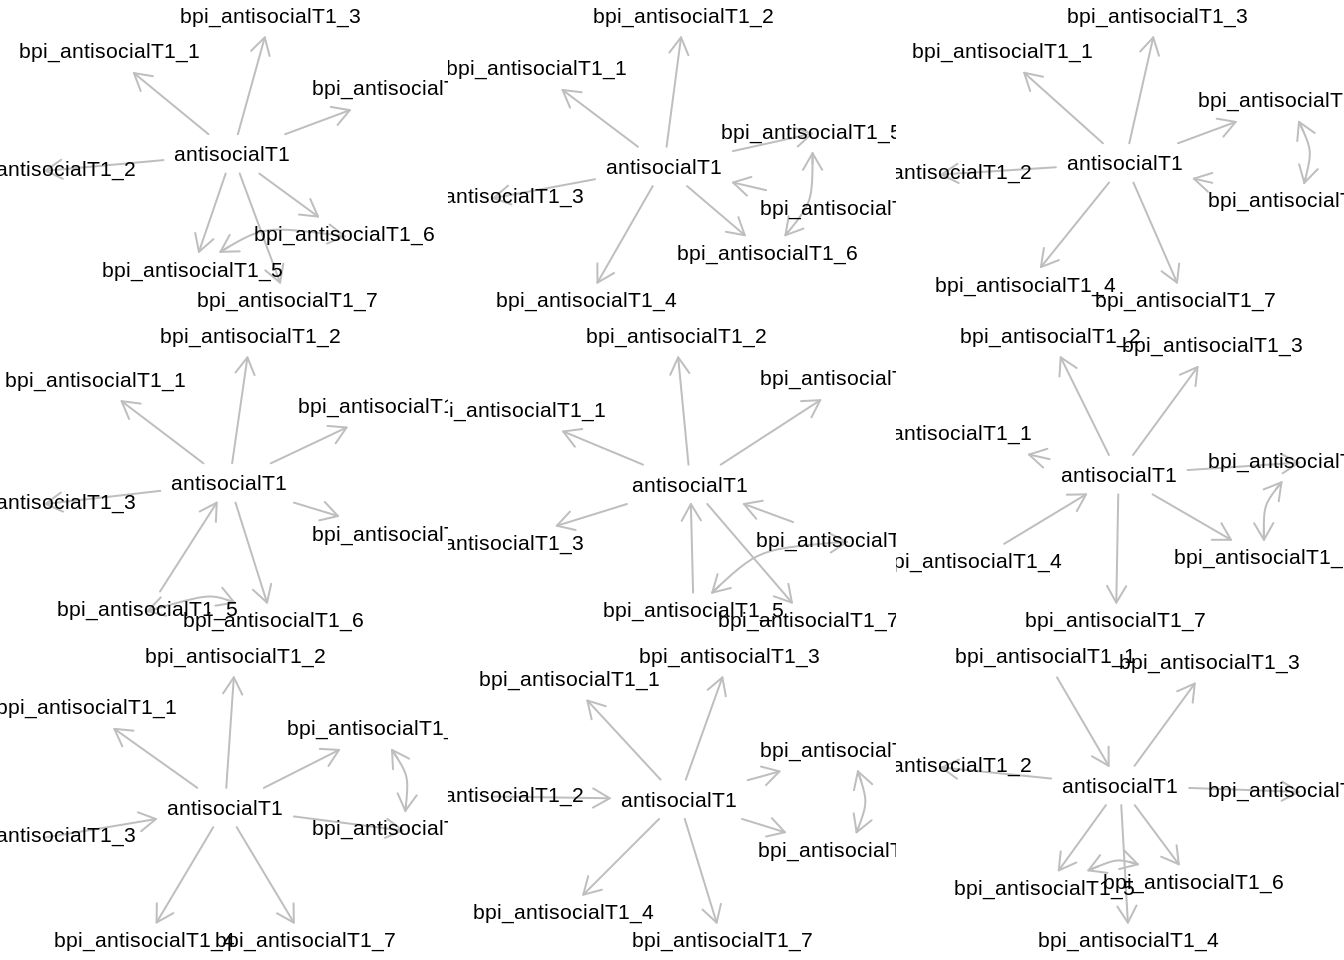 bpi_antisocialT1_3
bpi_antisocialT1_1
bpi_antisocialT
antisocialT1
antisocialT1_2
bpi_antisocialT1_6
bpi_antisocialT1_5
bpi_antisocialT1_7
bpi_antisocialT1_2
bpi_antisocialT1_1
bpi_antisocialT1_5
antisocialT1
antisocialT1_3
bpi_antisocialT
bpi_antisocialT1_6
bpi_antisocialT1_4
bpi_antisocialT1_3
bpi_antisocialT1_1
bpi_antisocialT
antisocialT1
antisocialT1_2
bpi_antisocialT
bpi_antisocialT1_4
bpi_antisocialT1_7
bpi_antisocialT1_2
bpi_antisocialT1_1
bpi_antisocialT1
antisocialT1
antisocialT1_3
bpi_antisocialT
bpi_antisocialT1_5
bpi_antisocialT1_6
bpi_antisocialT1_2
bpi_antisocialT
i_antisocialT1_1
antisocialT1
antisocialT1_3
bpi_antisocialT
bpi_antisocialT1_5
bpi_antisocialT1_7
bpi_antisocialT1_2
bpi_antisocialT1_3
antisocialT1_1
bpi_antisocialT
antisocialT1
bpi_antisocialT1_
pi_antisocialT1_4
bpi_antisocialT1_7
bpi_antisocialT1_2
bpi_antisocialT1_1
bpi_antisocialT1_
antisocialT1
antisocialT1_3
bpi_antisocialT
bpi_antisocialT1_4
bpi_antisocialT1_7
bpi_antisocialT1_3
bpi_antisocialT1_1
bpi_antisocialT
antisocialT1_2
antisocialT1
bpi_antisocialT
bpi_antisocialT1_4
bpi_antisocialT1_7
bpi_antisocialT1_1
bpi_antisocialT1_3
antisocialT1_2
antisocialT1
bpi_antisocialT
bpi_antisocialT1_5
bpi_antisocialT1_6
bpi_antisocialT1_4